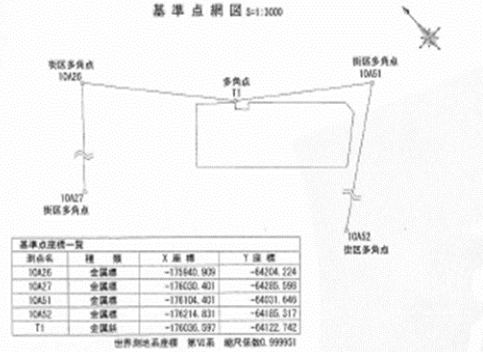 基準点網図 S=1:3000
街区多角点
10A26
多角点
T1
街区多角点
10A51
10A27
街区多角点
10A52
街区多角点
基準点座標一覧
測点名 種類 X座標 Y座標
10A26 金属標 -175940.909 -64204.224
10A27 金属標 -176030.401 -64285.598
10A51 金属標 -176104.401 -64031.646
10A52 金属標 -176214.831 -64185.317
T1 金属鋲 -176036.597 -64122.742
世界測地系座標 第Ⅵ系 縮尺係数0.999951